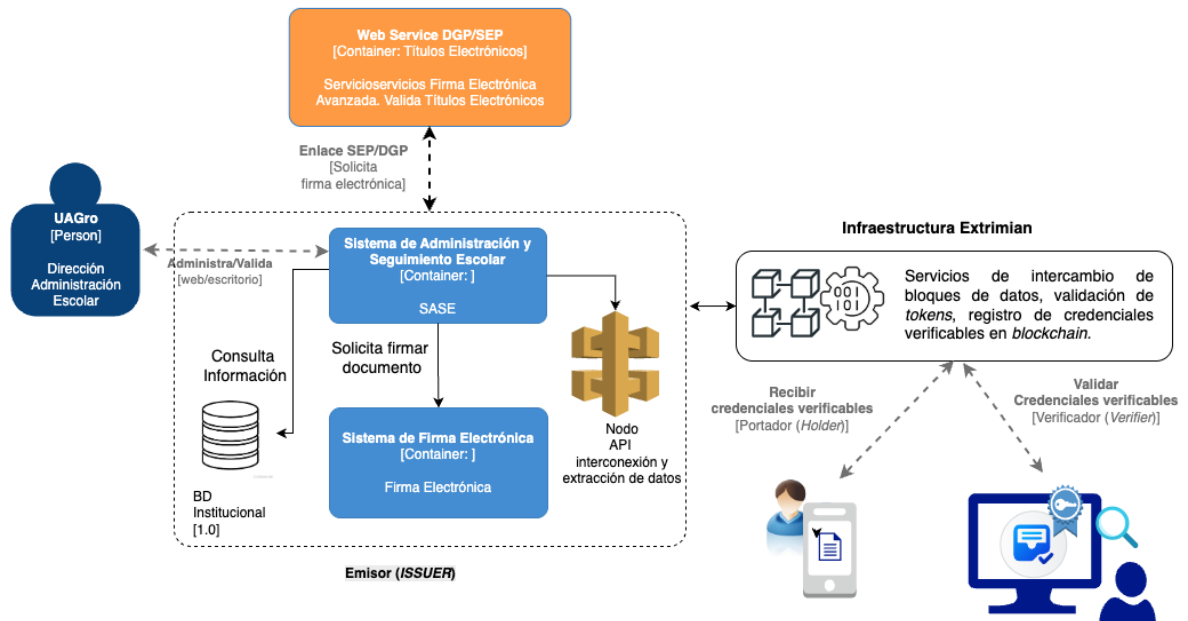 Web Service DGP/SEP
[Container: Títulos Electrónicos]
Servicioservicios Firma Electrónica
Avanzada. Valida Títulos Electrónicos
Enlace SEP/DGP
[Solicita
firma electrónica]
UAGro
[Person]
Dirección
Administración
Escolar
Administra/Valida
[web/escritorio]
Sistema de Administración y
Seguimiento Escolar
[Container: ]
SASE
Consulta
Información
Solicita firmar
documento
BD
Institucional
[1.0]
Sistema de Firma Electrónica
[Container: ]
Firma Electrónica
Nodo
API
interconexión y
extracción de datos
Emisor (ISSUER)
Infraestructura Extrimian
001
101
Servicios de intercambio de
bloques de datos, validación de
tokens, registro de credenciales
verificables en blockchain.
Recibir
credenciales verificables
[Portador (Holder)]
Validar
Credenciales verificables
[Verificador (Verifier)]